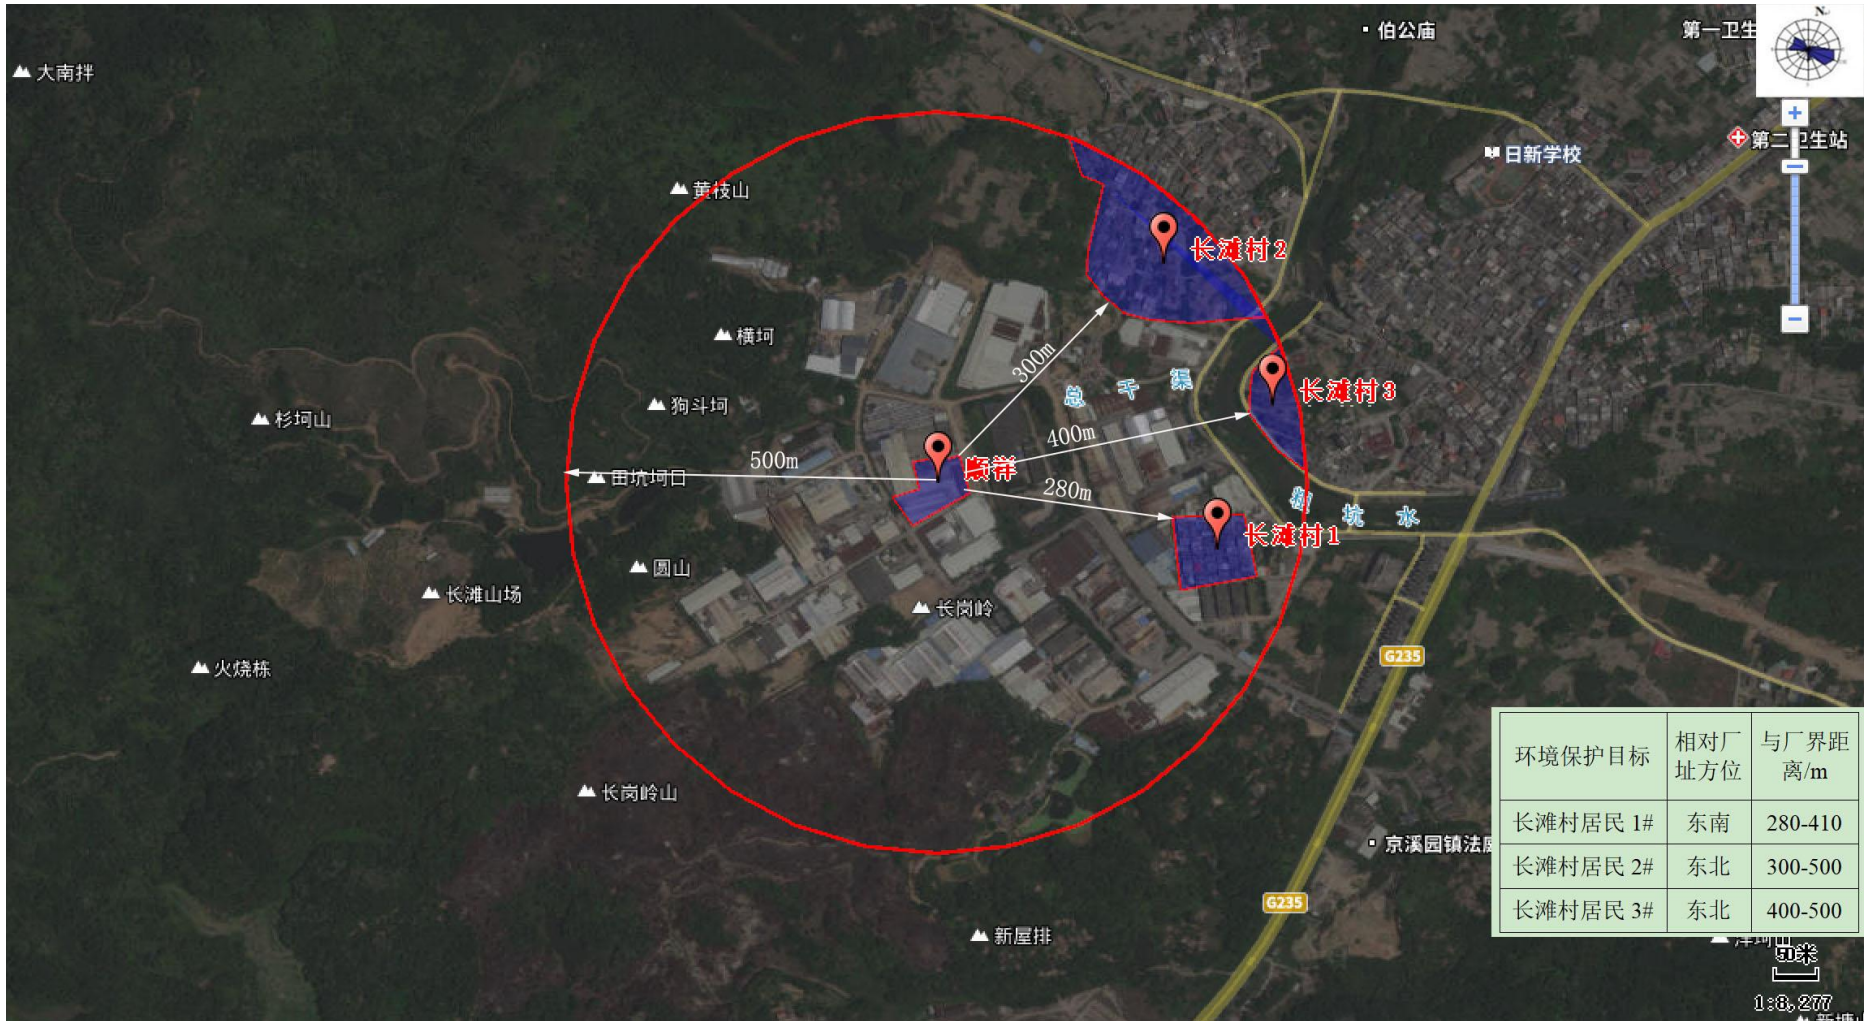 N
伯公庙
第一卫生
大南拌
日新学校
第二卫生站
黄枝山
长滩村2
横坷
300m
总干渠
长滩村3
狗斗坷
杉坷山
400m
500m
顺祥
田坑坷口
280m
坑水
长滩村1
圆山
长滩山场
长岗岭
火烧栋
G235
长岗岭山
京溪园镇法庭
G235
新屋排
环境保护目标 相对厂址方位 与厂界距离/m
长滩村居民 1# 东南 280-410
长滩村居民 2# 东北 300-500
长滩村居民 3# 东北 400-500
50米
1:8,277